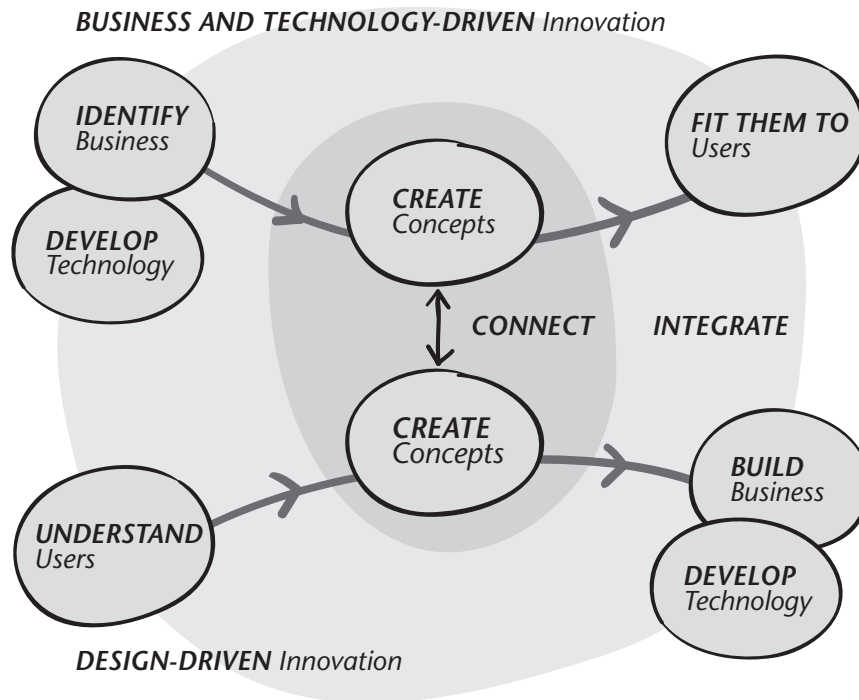 BUSINESS AND TECHNOLOGY-DRIVEN Innovation
IDENTIFY
Business
DEVELOP
Technology
CREATE
Concepts
FIT THEM TO
Users
CONNECT
INTEGRATE
CREATE
Concepts
UNDERSTAND
Users
BUILD
Business
DEVELOP
Technology
DESIGN-DRIVEN Innovation